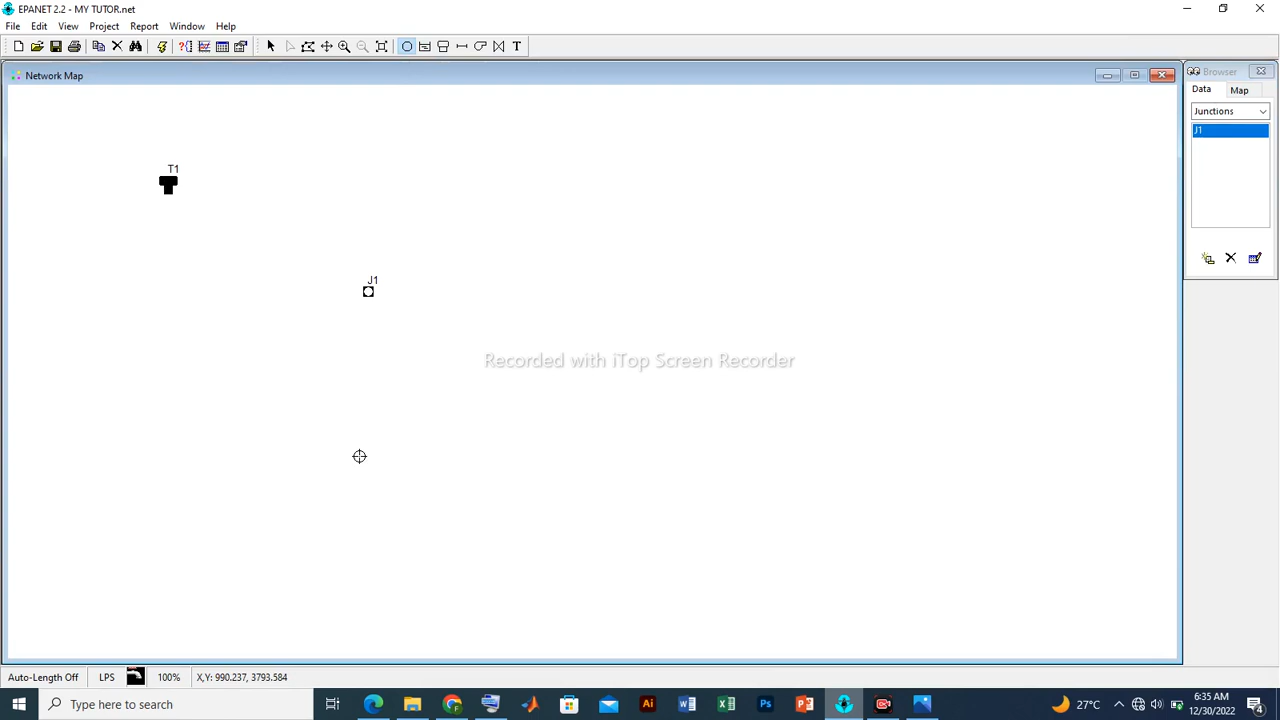 EPANET 2.2 - MY TUTOR.net
File Edit View Project Report Window Help
T
Network Map
Browser
Data Map
Junctions
J1
T1
J1
Recorded with iTop Screen Recorder
Auto-Length Off LPS 100% X,Y: 990.237, 3793.584
Type here to search
27°C
6:35 AM
12/30/2022
4